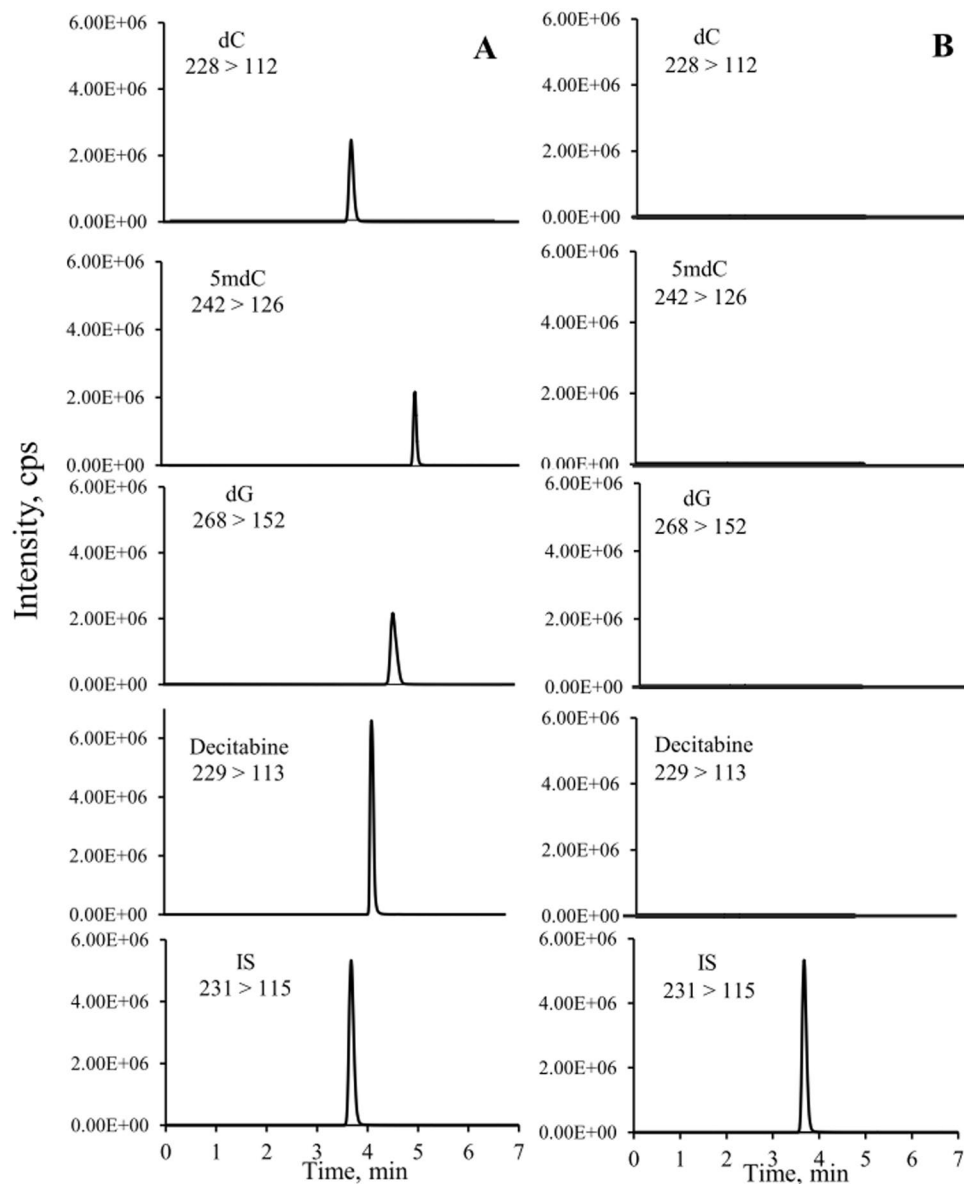 Intensity, cps
A
dC
228 > 112
6.00E+06
4.00E+06
2.00E+06
0.00E+00
5mdC
242 > 126
6.00E+06
4.00E+06
2.00E+06
0.00E+00
dG
268 > 152
6.00E+06
4.00E+06
2.00E+06
0.00E+00
Decitabine
229 > 113
6.00E+06
4.00E+06
2.00E+06
0.00E+00
IS
231 > 115
6.00E+06
4.00E+06
2.00E+06
0.00E+00
0 1 2 3 4 5 6 7
Time, min
B
dC
228 > 112
6.00E+06
4.00E+06
2.00E+06
0.00E+00
5mdC
242 > 126
6.00E+06
4.00E+06
2.00E+06
0.00E+00
dG
268 > 152
6.00E+06
4.00E+06
2.00E+06
0.00E+00
Decitabine
229 > 113
6.00E+06
4.00E+06
2.00E+06
0.00E+00
IS
231 > 115
6.00E+06
4.00E+06
2.00E+06
0.00E+00
0 1 2 3 4 5 6 7
Time, min